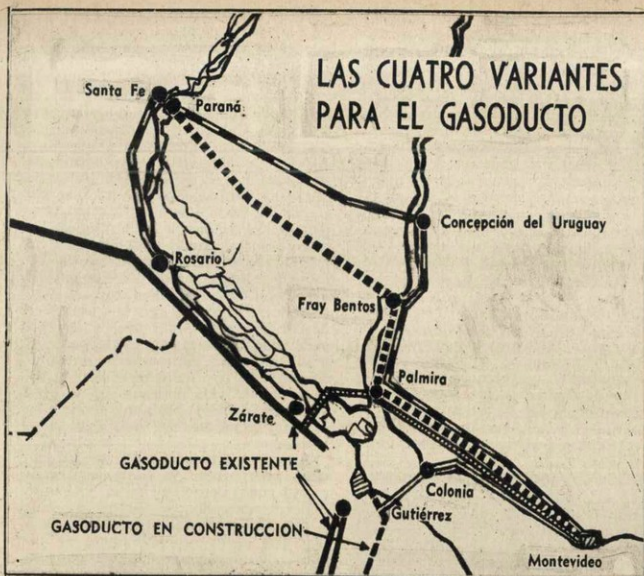 LAS CUATRO VARIANTES
PARA EL GASODUCTO
Santa Fe
Paraná
Concepción del Uruguay
Rosario
Fray Bentos
Palmira
Zárate
GASODUCTO EXISTENTE
Colonia
Gutiérrez
GASODUCTO EN CONSTRUCCION
Montevideo